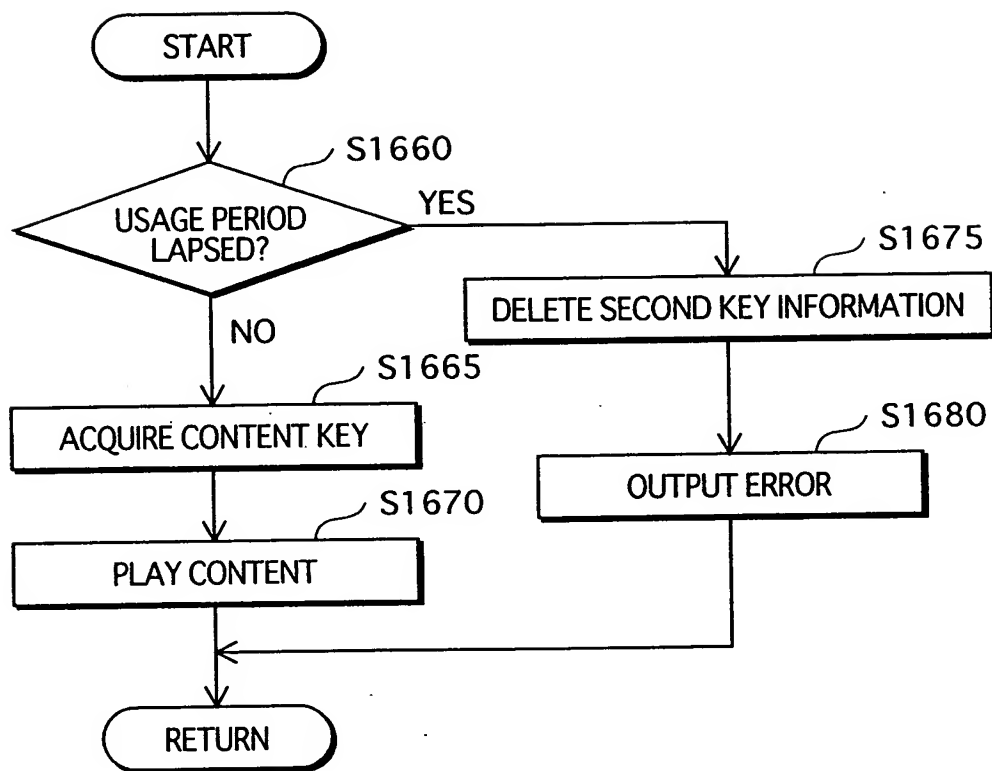 START
S1660
USAGE PERIOD
LAPSED?
YES
S1675
DELETE SECOND KEY INFORMATION
NO
S1665
ACQUIRE CONTENT KEY
S1680
OUTPUT ERROR
S1670
PLAY CONTENT
RETURN